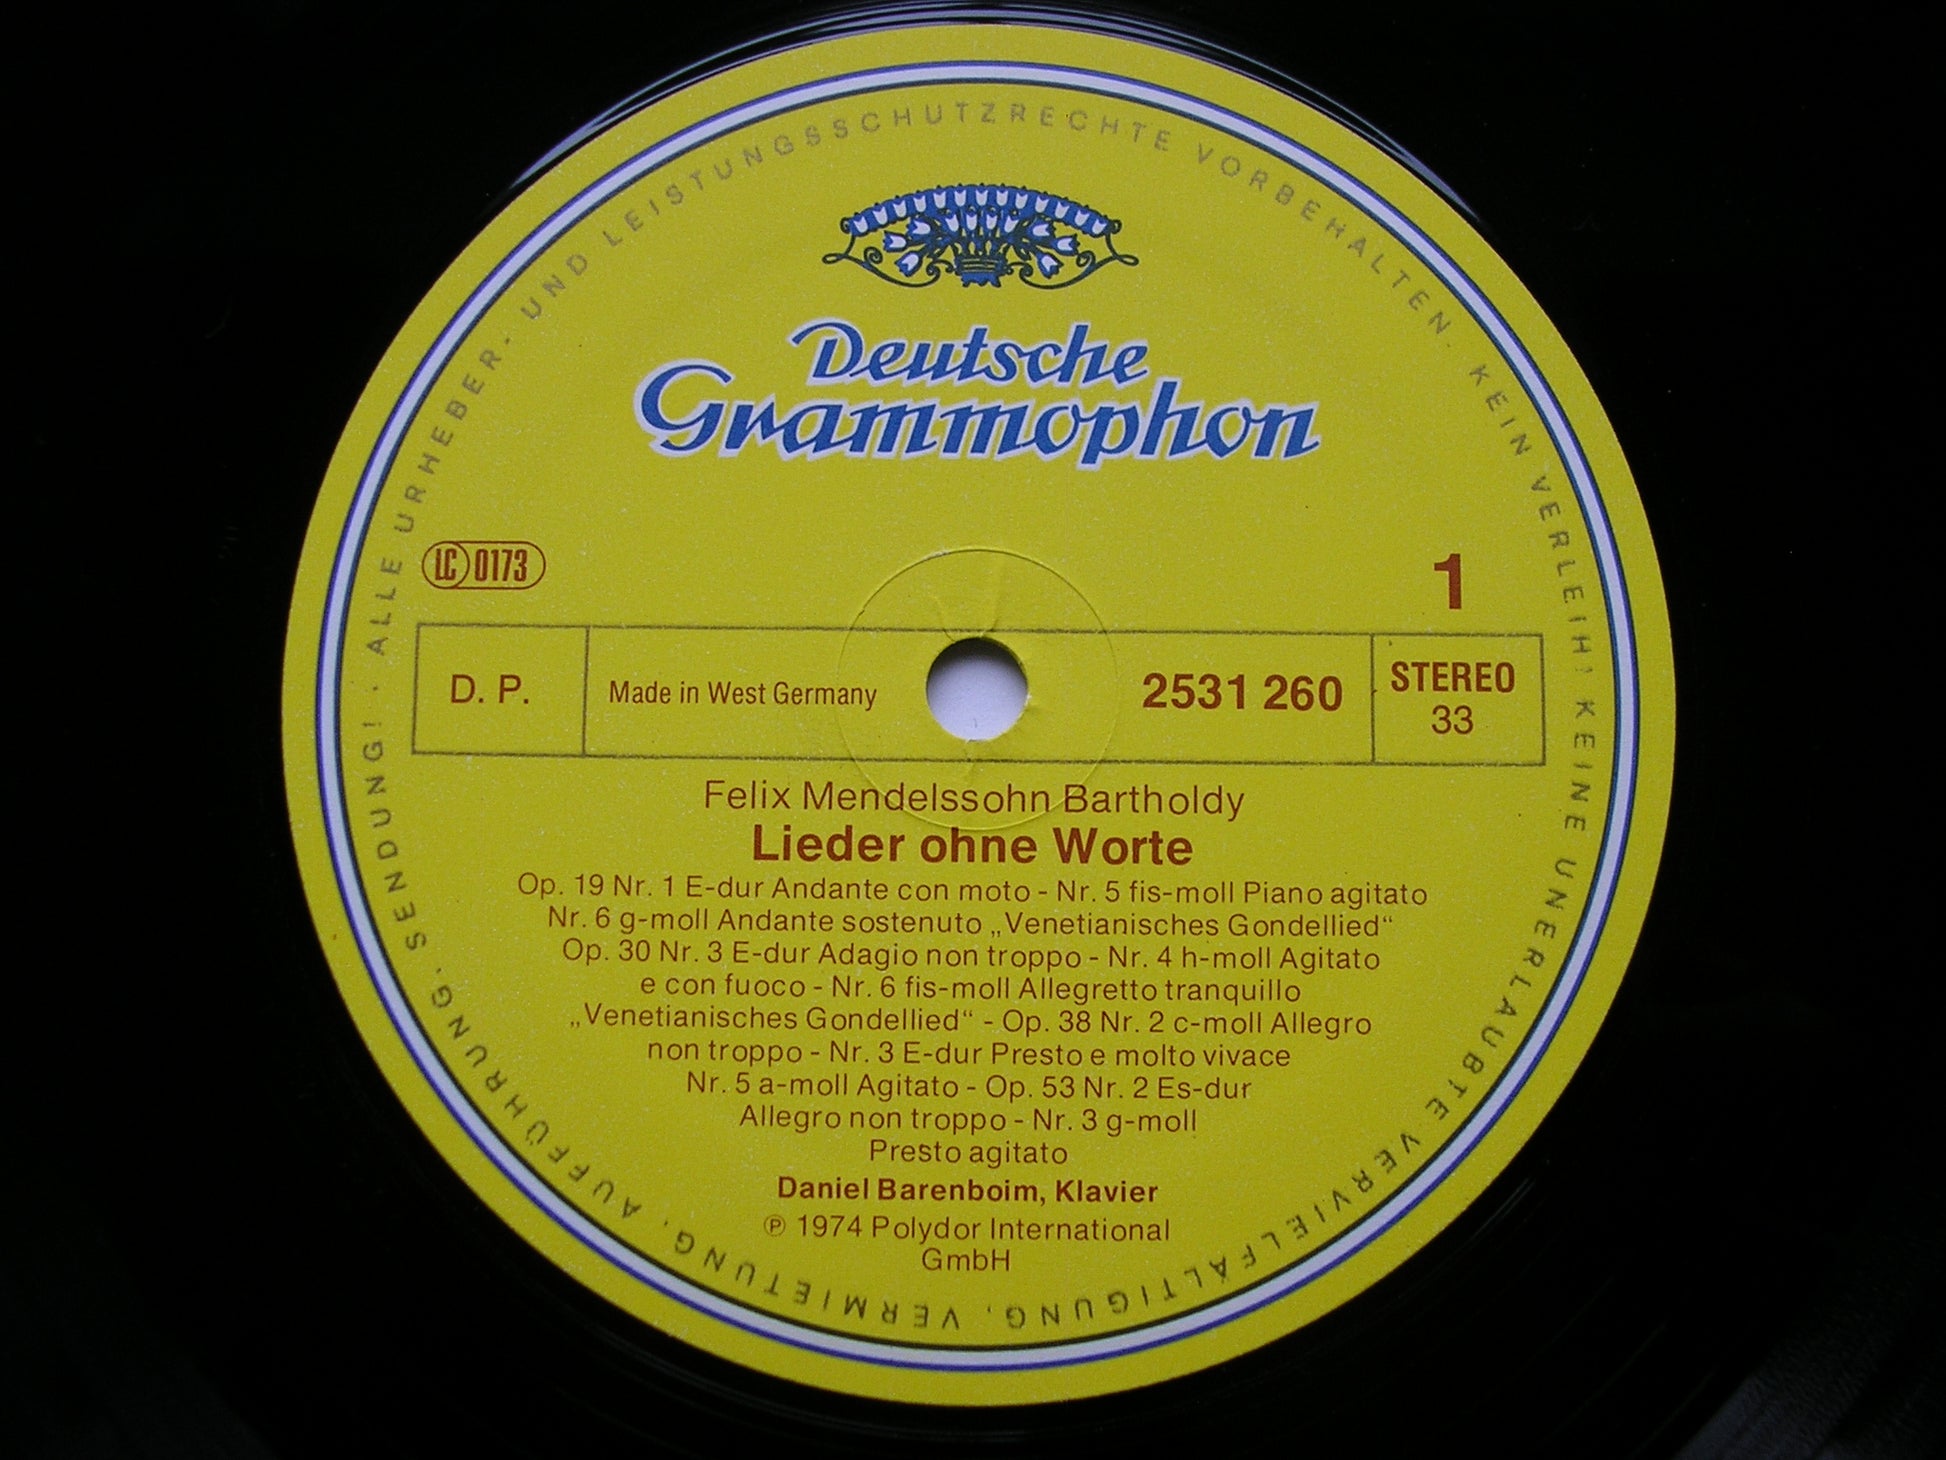 · ALLE URHEBER- UND LEISTUNGSSCHUTZRECHTE VORBEHALTEN · KEIN VERLEIH! KEINE UNERLAUBTE VERVIELFÄLTIGUNG, VERMIETUNG, AUFFÜHRUNG, SENDUNG!
Deutsche
Grammophon
LC 0173
1
D. P. Made in West Germany 2531 260 STEREO
33
Felix Mendelssohn Bartholdy
Lieder ohne Worte
Op. 19 Nr. 1 E-dur Andante con moto - Nr. 5 fis-moll Piano agitato
Nr. 6 g-moll Andante sostenuto „Venetianisches Gondellied“
Op. 30 Nr. 3 E-dur Adagio non troppo - Nr. 4 h-moll Agitato
e con fuoco - Nr. 6 fis-moll Allegretto tranquillo
„Venetianisches Gondellied“ - Op. 38 Nr. 2 c-moll Allegro
non troppo - Nr. 3 E-dur Presto e molto vivace
Nr. 5 a-moll Agitato - Op. 53 Nr. 2 Es-dur
Allegro non troppo - Nr. 3 g-moll
Presto agitato
Daniel Barenboim, Klavier
℗ 1974 Polydor International
GmbH